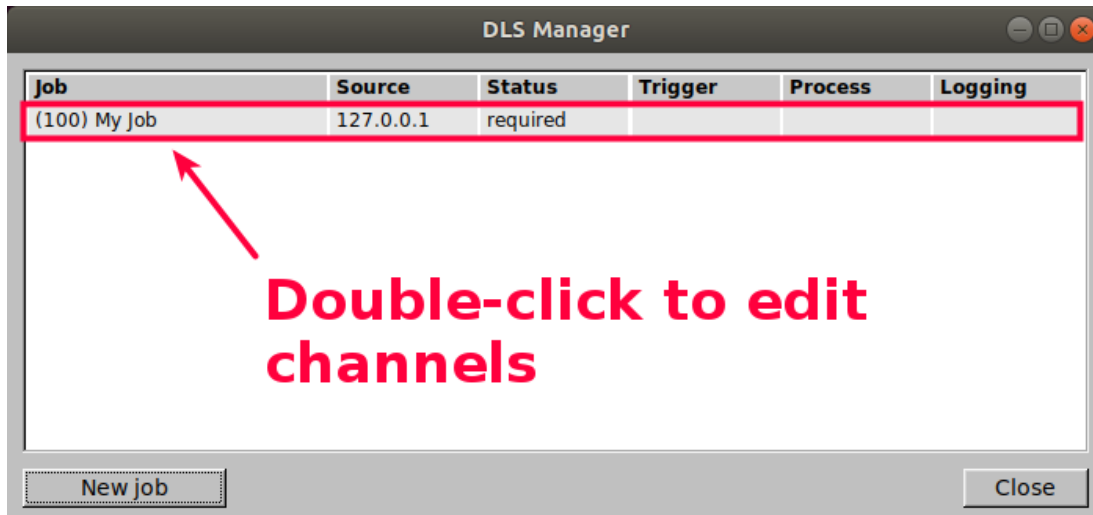 DLS Manager
Job Source Status Trigger Process Logging
(100) My Job 127.0.0.1 required
Double-click to edit
channels
New job Close